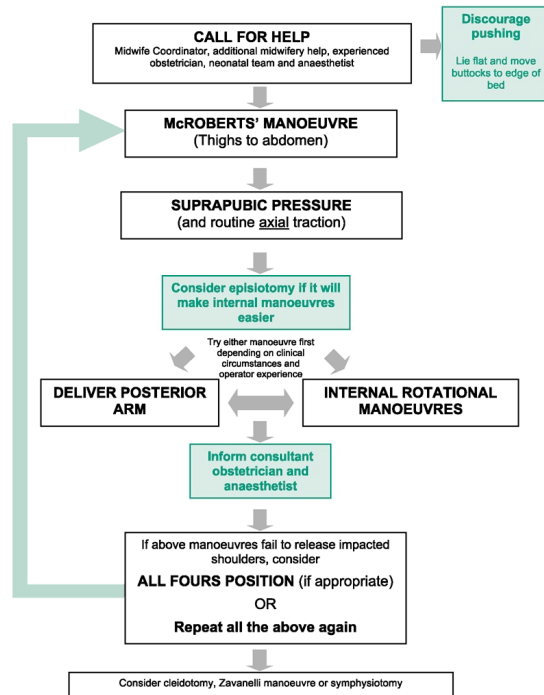 CALL FOR HELP
Midwife Coordinator, additional midwifery help, experienced
obstetrician, neonatal team and anaesthetist
Discourage
pushing
Lie flat and move
buttocks to edge of
bed
McROBERTS' MANOEUVRE
(Thighs to abdomen)
SUPRAPUBIC PRESSURE
(and routine axial traction)
Consider episiotomy if it will
make internal manoeuvres
easier
Try either manoeuvre first
depending on clinical
circumstances and
operator experience
DELIVER POSTERIOR
ARM
INTERNAL ROTATIONAL
MANOEUVRES
Inform consultant
obstetrician and
anaesthetist
If above manoeuvres fail to release impacted
shoulders, consider
ALL FOURS POSITION (if appropriate)
OR
Repeat all the above again
Consider cleidotomy, Zavanelli manoeuvre or symphysiotomy